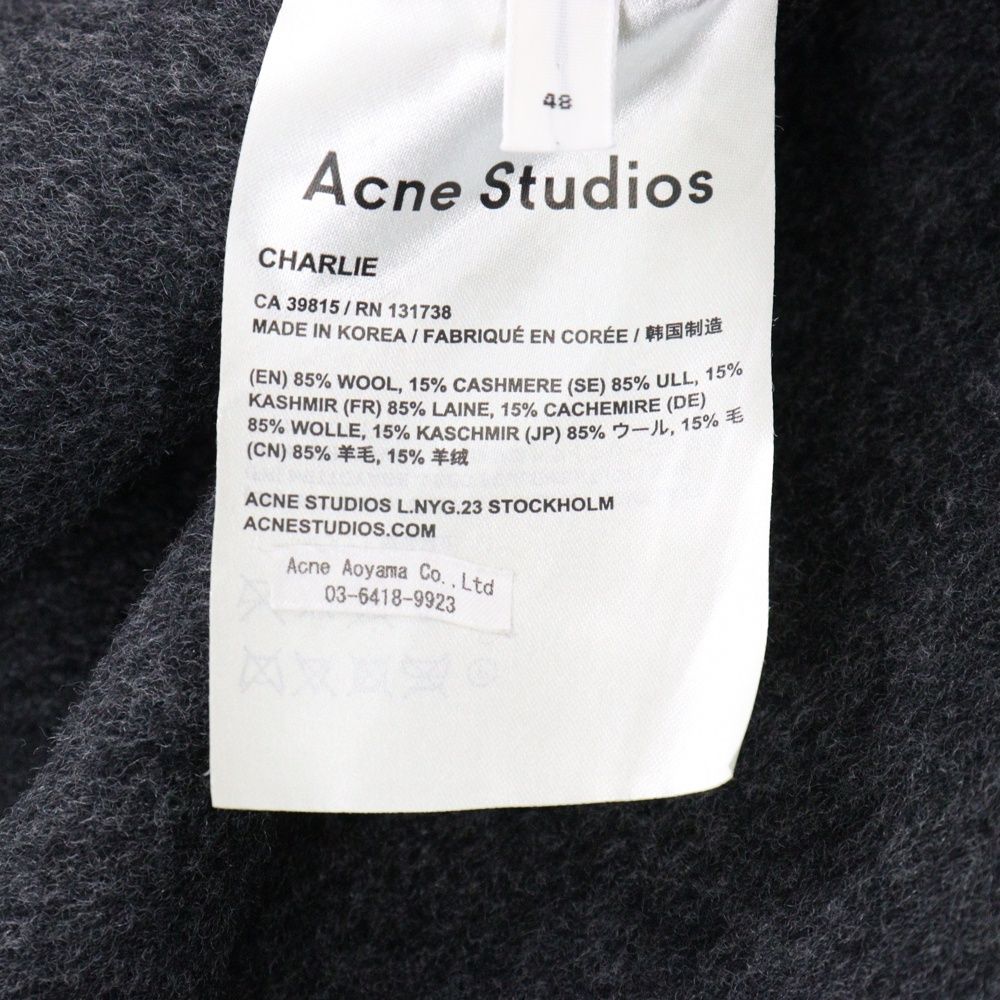 48
Acne Studios
CHARLIE
CA 39815 / RN 131738
MADE IN KOREA / FABRIQUÉ EN CORÉE / 韩国制造
(EN) 85% WOOL, 15% CASHMERE (SE) 85% ULL, 15%
KASHMIR (FR) 85% LAINE, 15% CACHEMIRE (DE)
85% WOLLE, 15% KASCHMIR (JP) 85% ウール, 15% 毛
(CN) 85% 羊毛, 15% 羊绒
ACNE STUDIOS L.NYG.23 STOCKHOLM
ACNESTUDIOS.COM
Acne Aoyama Co.,Ltd
03-6418-9923